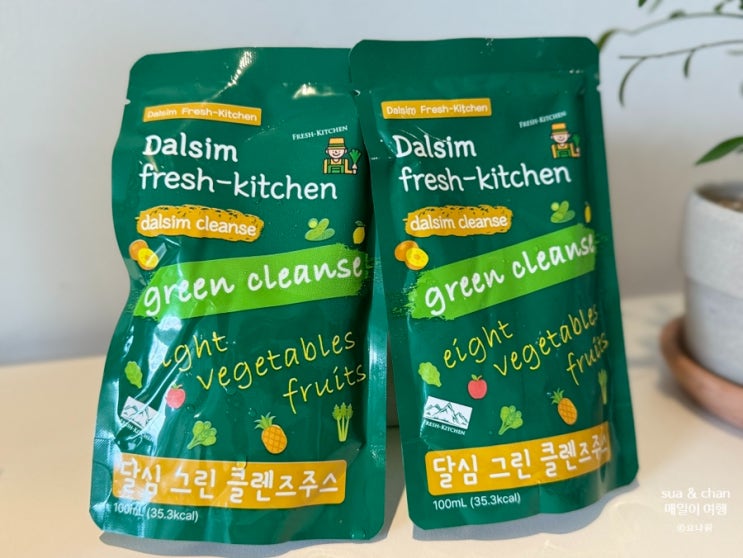 Dalsim Fresh-Kitchen
FRESH-KITCHEN
Dalsim
fresh-kitchen
dalsim cleanse
green cleanse
ight
vegetables
fruits
FRESH-KITCHEN
달심 그린 클렌즈주스
100mL (35.3kcal)
Dalsim Fresh-Kitchen
FRESH-KITCHEN
Dalsim
fresh-kitchen
dalsim cleanse
green cleanse
eight
vegetables
fruits
FRESH-KITCHEN
달심 그린 클렌즈주스
100mL (35.3kcal)
sua & chan
매일이 여행